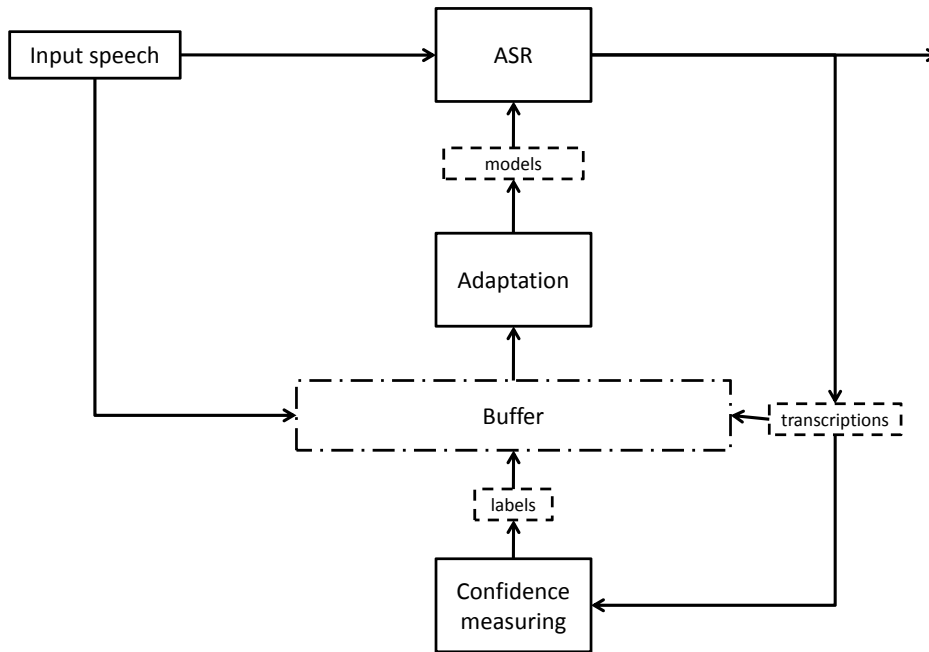 Input speech
ASR
models
Adaptation
Buffer
transcriptions
labels
Confidence
measuring